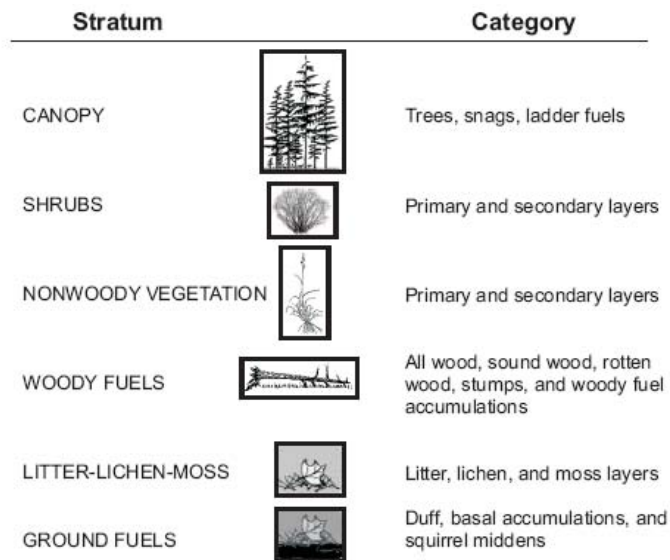 Stratum Category
CANOPY Trees, snags, ladder fuels
SHRUBS Primary and secondary layers
NONWOODY VEGETATION Primary and secondary layers
WOODY FUELS All wood, sound wood, rotten
wood, stumps, and woody fuel
accumulations
LITTER-LICHEN-MOSS Litter, lichen, and moss layers
GROUND FUELS Duff, basal accumulations, and
squirrel middens